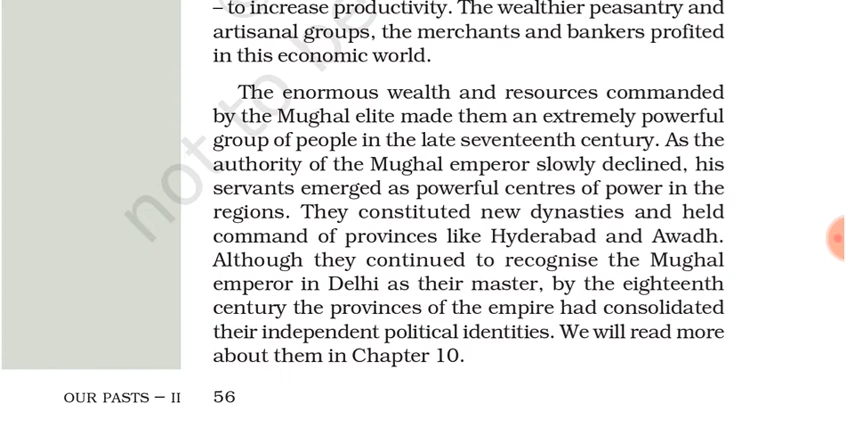 – to increase productivity. The wealthier peasantry and
artisanal groups, the merchants and bankers profited
in this economic world.
The enormous wealth and resources commanded
by the Mughal elite made them an extremely powerful
group of people in the late seventeenth century. As the
authority of the Mughal emperor slowly declined, his
servants emerged as powerful centres of power in the
regions. They constituted new dynasties and held
command of provinces like Hyderabad and Awadh.
Although they continued to recognise the Mughal
emperor in Delhi as their master, by the eighteenth
century the provinces of the empire had consolidated
their independent political identities. We will read more
about them in Chapter 10.
OUR PASTS – II 56
not to be